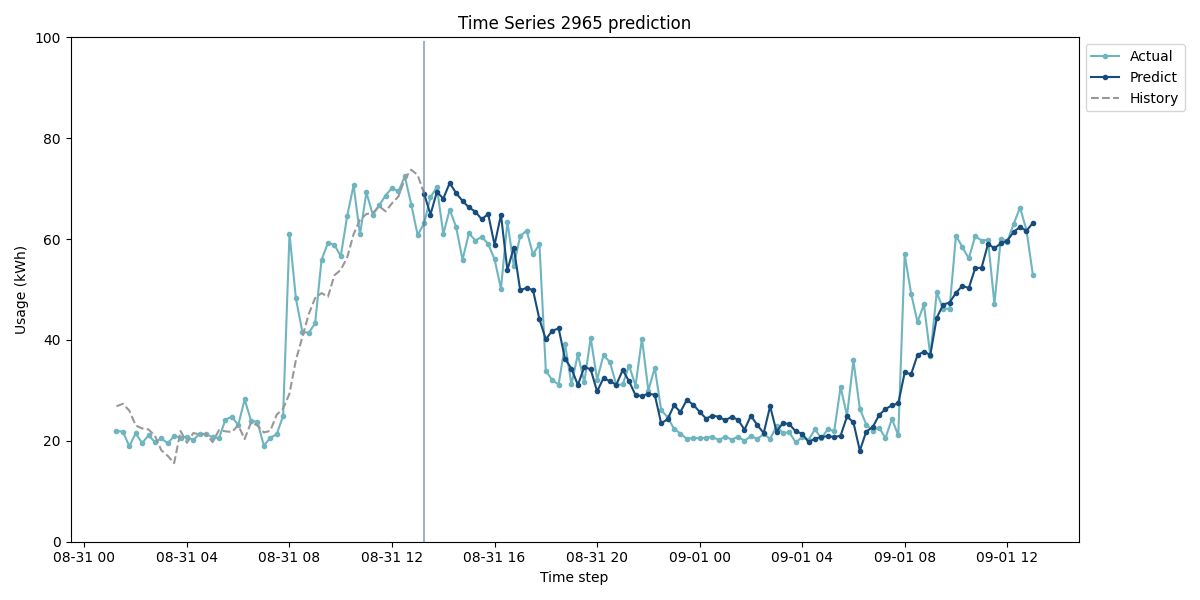 Time Series 2965 prediction
Usage (kWh)
100
80
60
40
20
0
08-31 00
08-31 04
08-31 08
08-31 12
08-31 16
08-31 20
09-01 00
09-01 04
09-01 08
09-01 12
Time step
Actual
Predict
History